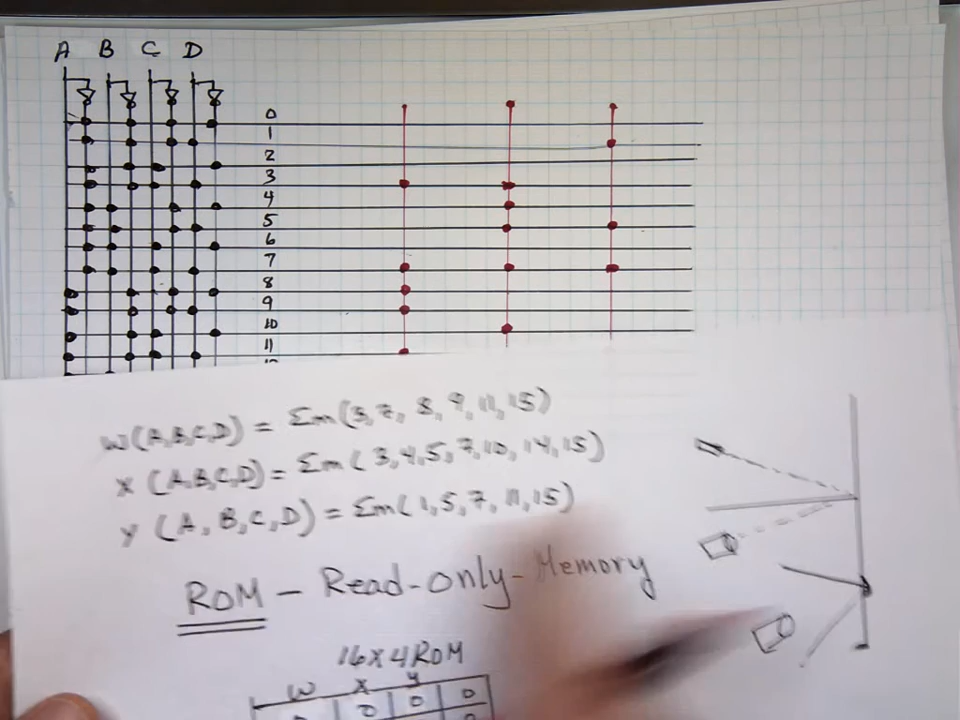 A B C D
0
1
2
3
4
5
6
7
8
9
10
11
W(A,B,C,D) = Σm(3,7,8,9,11,15)
X(A,B,C,D) = Σm(3,4,5,7,10,14,15)
Y(A,B,C,D) = Σm(1,5,7,11,15)
ROM - Read-only-Memory
16x4 ROM
W X Y
0 0 0